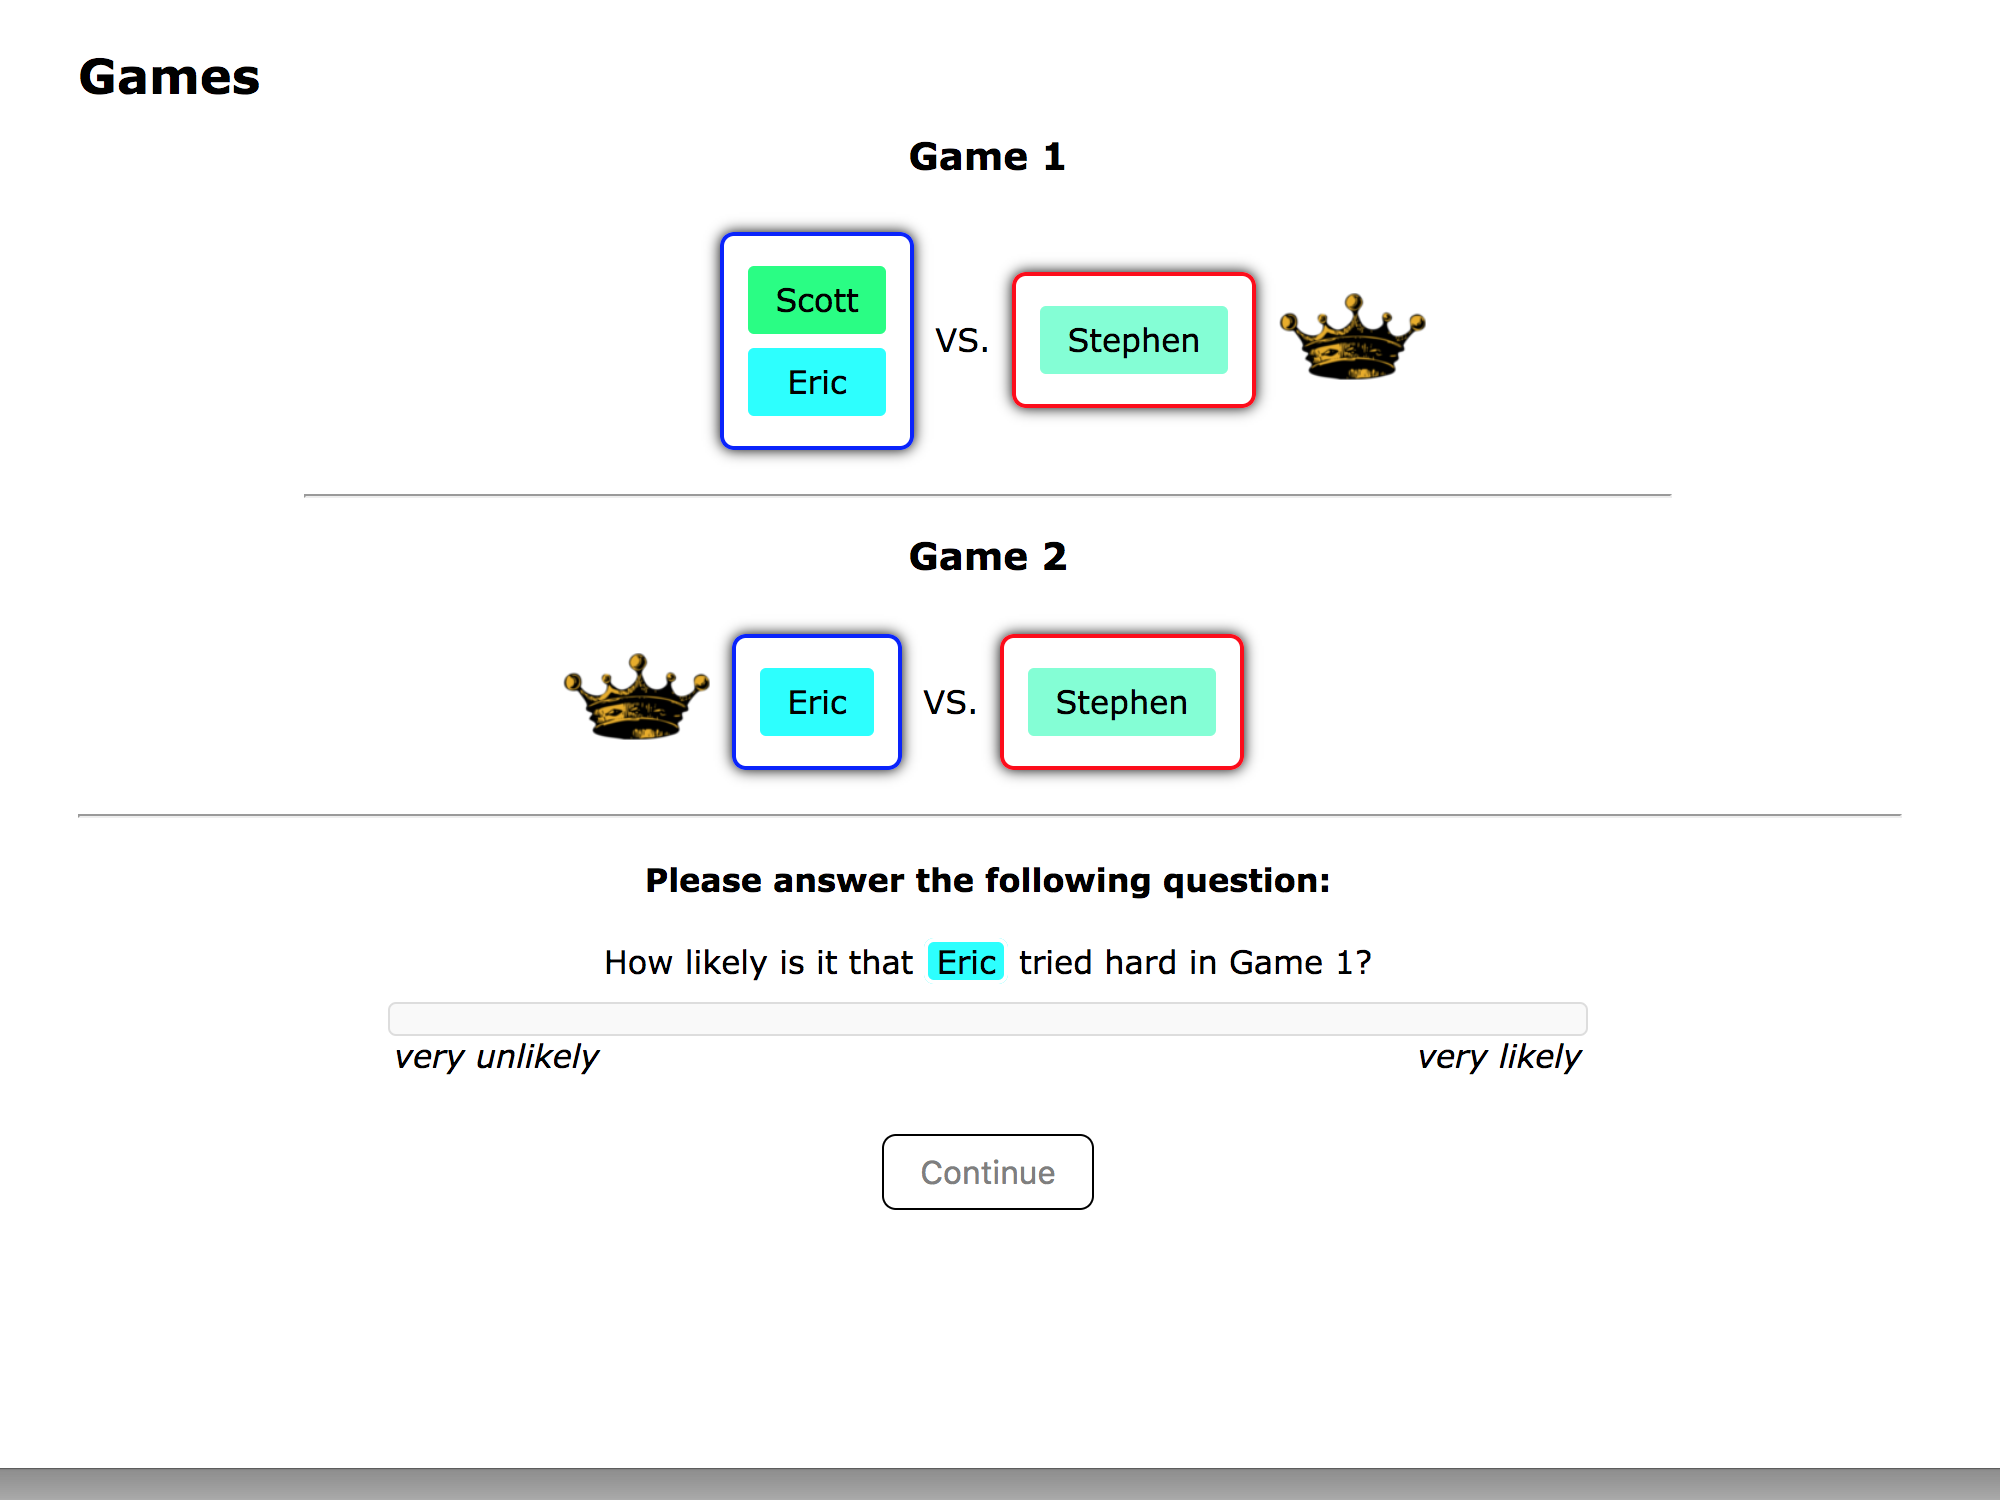 Games
Game 1
Scott
Eric
VS.
Stephen
Game 2
Eric
VS.
Stephen
Please answer the following question:
How likely is it that Eric tried hard in Game 1?
very unlikely
very likely
Continue